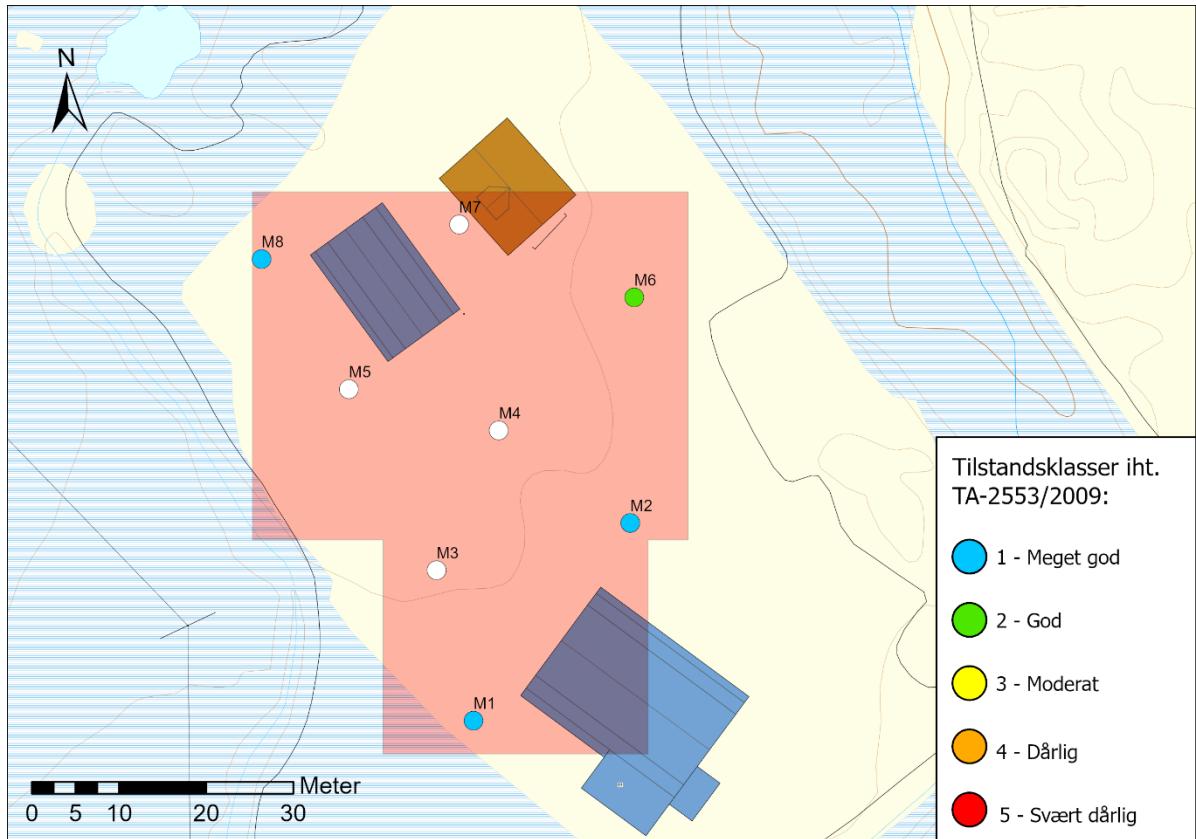 N
M7
M8
M6
M5
M4
M2
M3
M1
Meter
0 5 10 20 30
Tilstandsklasser iht.
TA-2553/2009:
1 - Meget god
2 - God
3 - Moderat
4 - Dårlig
5 - Svært dårlig